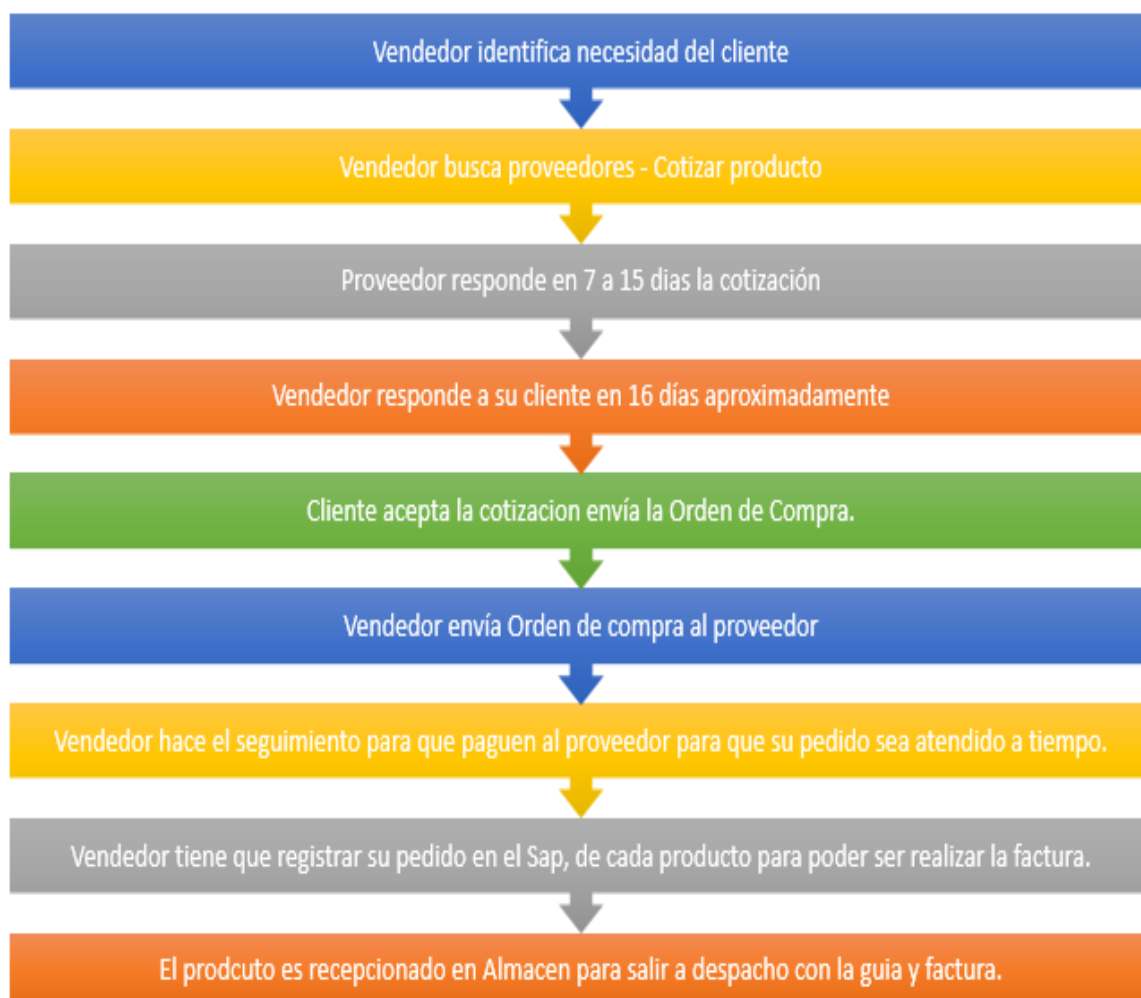 Vendedor identifica necesidad del cliente
Vendedor busca proveedores - Cotizar producto
Proveedor responde en 7 a 15 dias la cotización
Vendedor responde a su cliente en 16 días aproximadamente
Cliente acepta la cotizacion envía la Orden de Compra.
Vendedor envía Orden de compra al proveedor
Vendedor hace el seguimiento para que paguen al proveedor para que su pedido sea atendido a tiempo.
Vendedor tiene que registrar su pedido en el Sap, de cada producto para poder ser realizar la factura.
El prodcuto es recepcionado en Almacen para salir a despacho con la guia y factura.